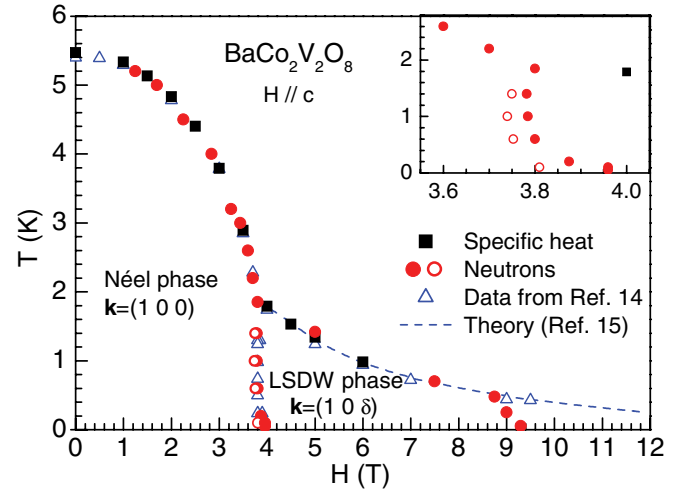 BaCo₂V₂O₈
H // c
T (K)
6
5
4
3
2
1
0
2
1
0
3.6
3.8
4.0
Specific heat
Neutrons
Data from Ref. 14
Theory (Ref. 15)
Néel phase
k=(1 0 0)
LSDW phase
k=(1 0 δ)
0 1 2 3 4 5 6 7 8 9 10 11 12
H (T)